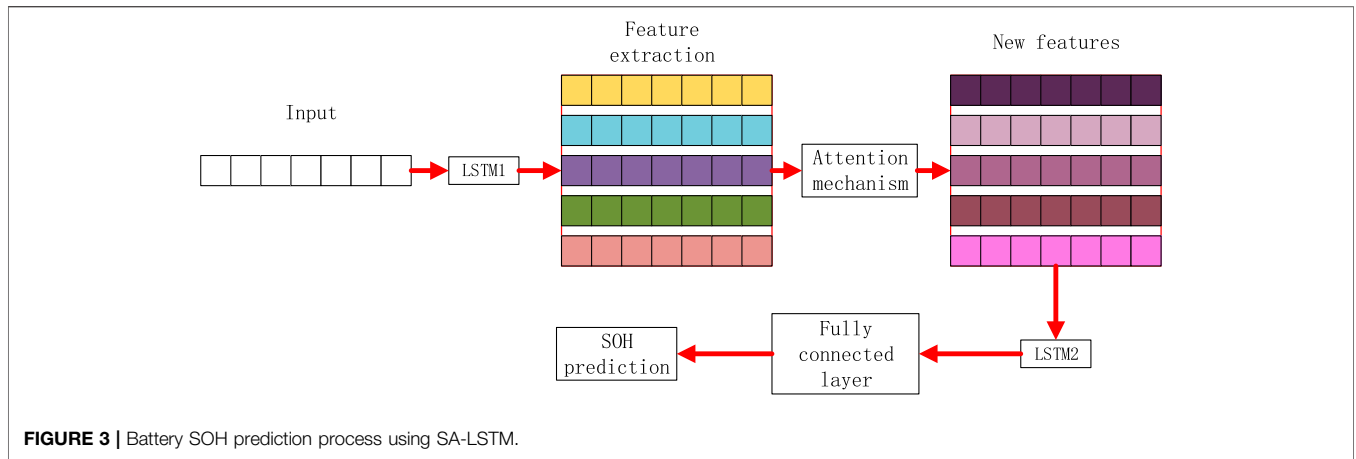 Feature
extraction
New features
Input
LSTM1
Attention
mechanism
SOH
prediction
Fully
connected
layer
LSTM2
FIGURE 3 | Battery SOH prediction process using SA-LSTM.